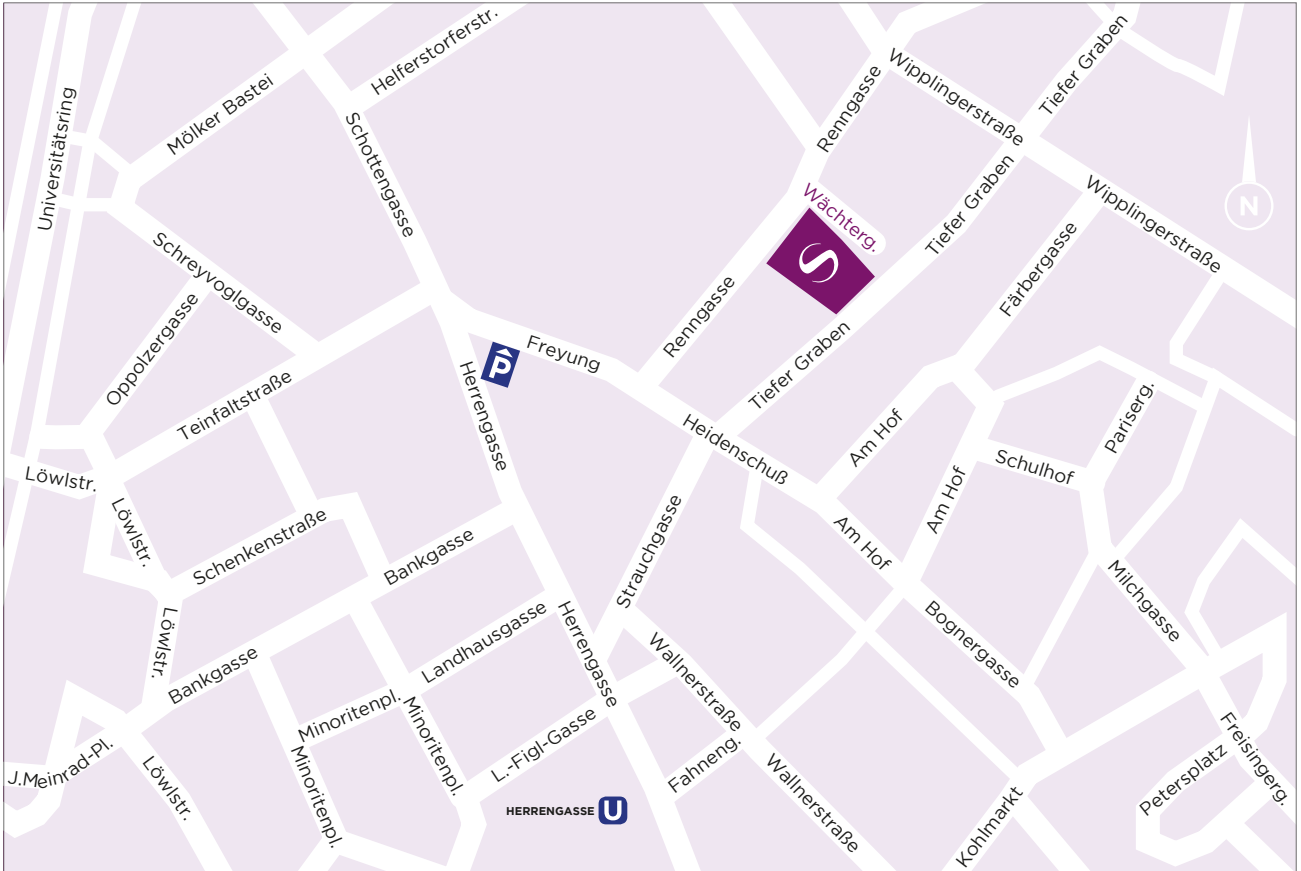 Helferstorferstr.
Tiefer Graben
Mölker Bastei
Universitätsring
Schottengasse
Renngasse
Wipplingerstraße
Tiefer Graben
Wächterg.
Wipplingerstraße
N
S
Schreyvoglgasse
Färbergasse
Oppolzergasse
Renngasse
Freyung
P
Tiefer Graben
Teinfaltstraße
Herrengasse
Heidenschuß
Am Hof
Pariserg.
Schulhof
Löwlstr.
Löwlstr.
Am Hof
Am Hof
Schenkenstraße
Bankgasse
Strauchgasse
Milchgasse
Löwlstr.
Landhausgasse
Herrengasse
Bognergasse
Bankgasse
Wallnerstraße
Minoritenpl.
Minoritenpl.
L.-Figl-Gasse
Fahneng.
Freisingerg.
J.Meinrad-Pl.
Löwlstr.
Minoritenpl.
Wallnerstraße
Petersplatz
HERRENGASSE U
Kohlmarkt